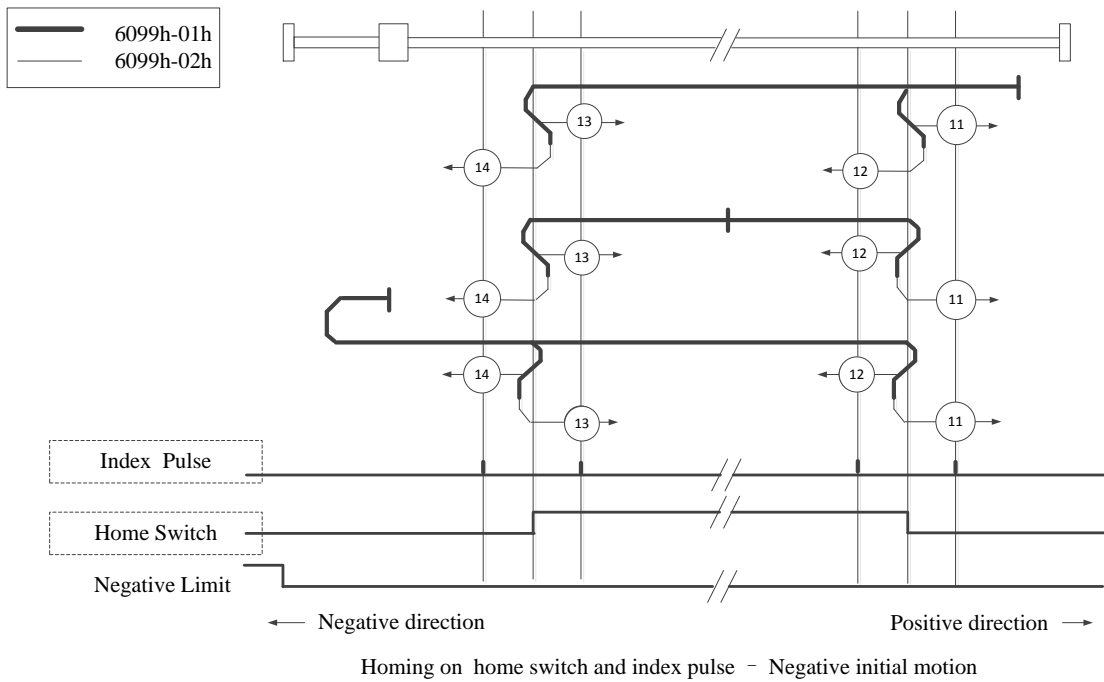 6099h-01h
6099h-02h
13
11
14
12
13
12
14
11
14
12
13
11
Index Pulse
Home Switch
Negative Limit
Negative direction
Positive direction
Homing on home switch and index pulse - Negative initial motion